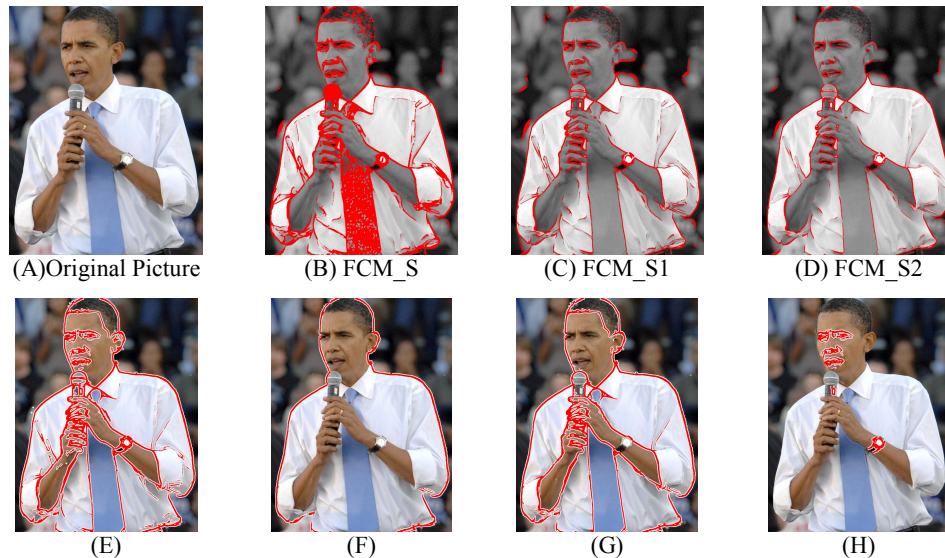 (A)Original Picture
(B) FCM_S
(C) FCM_S1
(D) FCM_S2
(E)
(F)
(G)
(H)